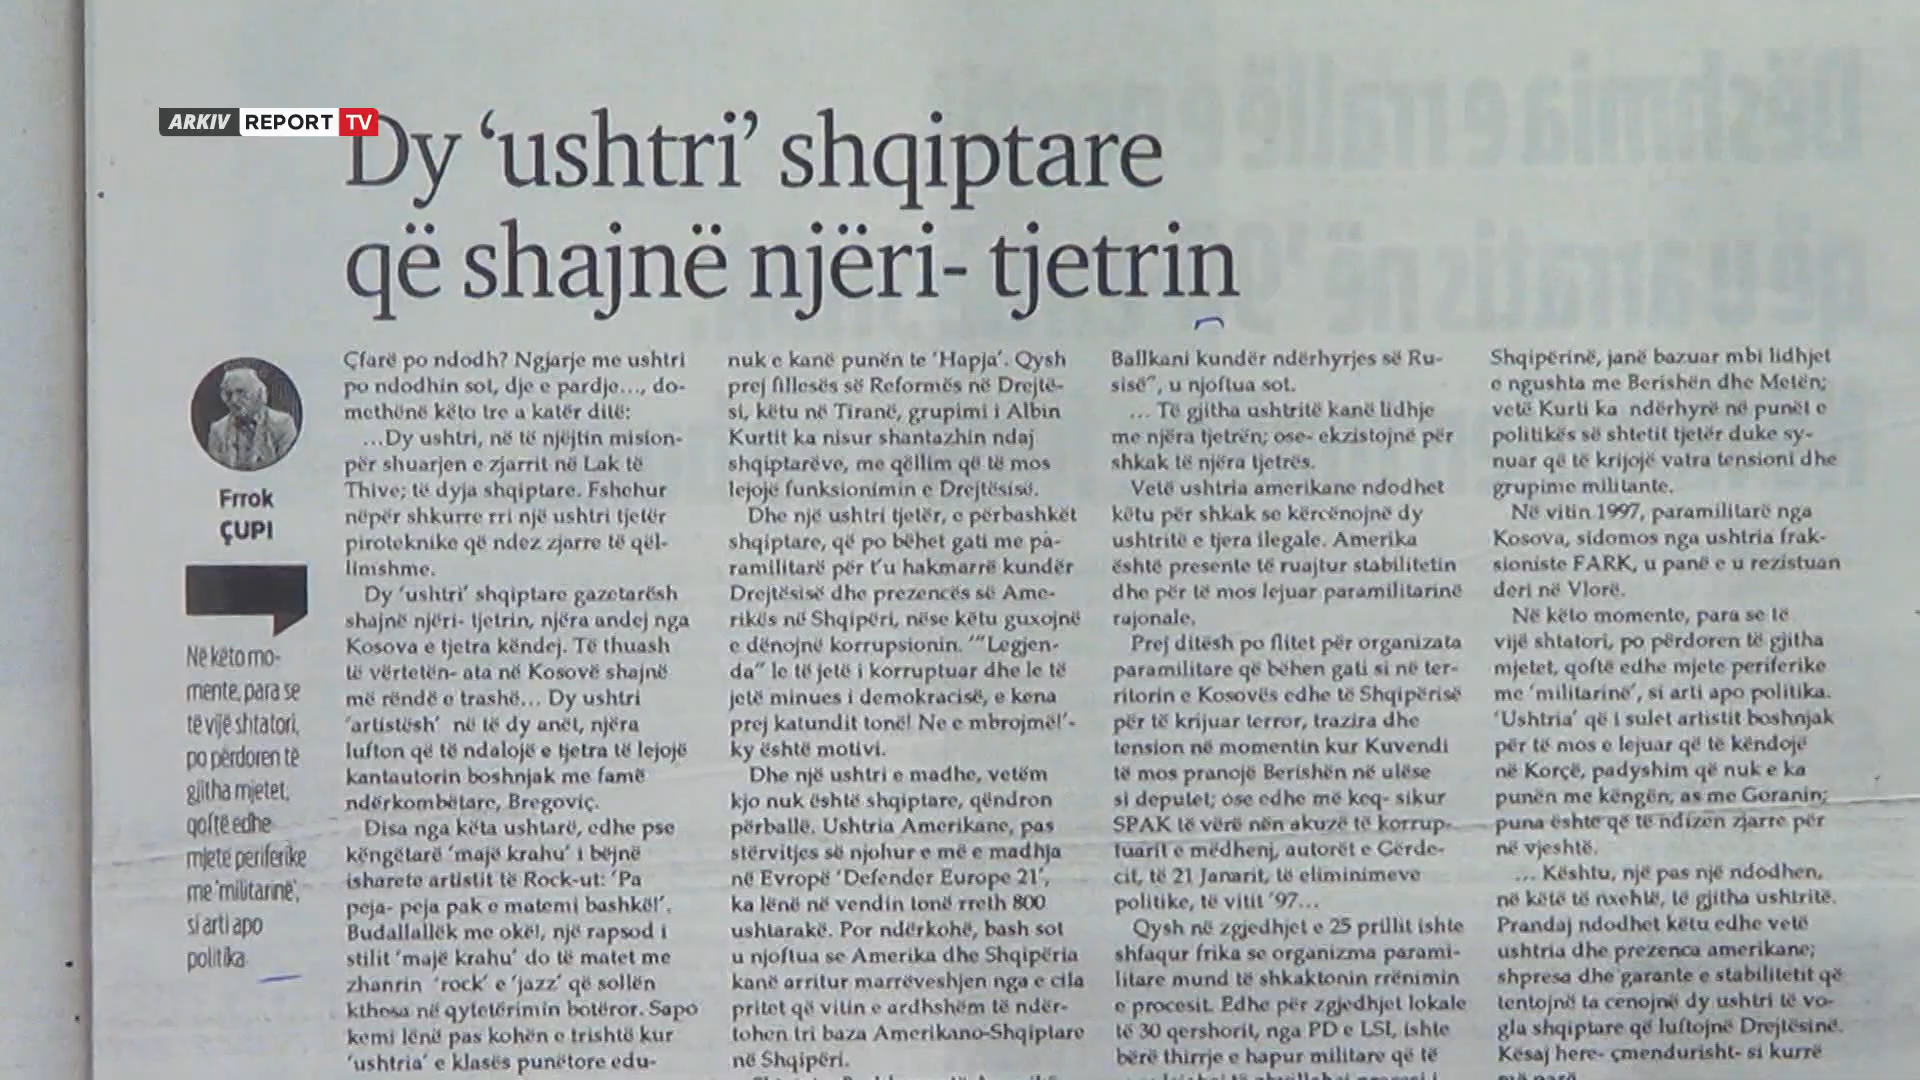 ARKIV REPORT TV
Dy ‘ushtri’ shqiptare
që shajnë njëri- tjetrin
Frrok
ÇUPI
Në këto mo-
mente, para se
të vijë shtatori,
po përdoren të
gjitha mjetet,
qoftë edhe
mjete periferike
me ‘militarinë’,
si arti apo
politika
Çfarë po ndodh? Ngjarje me ushtri
po ndodhin sot, dje e pardje…, do-
methënë këto tre a katër ditë:
…Dy ushtri, në të njëjtin mision-
për shuarjen e zjarrit në Lak të
Thive; të dyja shqiptare. Fshehur
nëpër shkurre rri një ushtri tjetër
piroteknike që ndez zjarre të qël-
limshme.
Dy ‘ushtri’ shqiptare gazetarësh
shajnë njëri- tjetrin, njëra andej nga
Kosova e tjetra këndej. Të thuash
të vërtetën- ata në Kosovë shajnë
më rëndë e trashë… Dy ushtri
‘artistësh’ në të dy anët, njëra
lufton që të ndalojë e tjetra të lejojë
kantautorin boshnjak me famë
ndërkombëtare, Bregoviç.
Disa nga këta ushtarë, edhe pse
këngëtarë ‘majë krahu’ i bëjnë
isharete artistit të Rock-ut: ‘Pa
peja- peja pak e matemi bashkë!’.
Budallallëk me okë!, një rapsod i
stilit ‘majë krahu’ do të matet me
zhanrin ‘rock’ e ‘jazz’ që sollën
kthesa në qytetërimin botëror. Sapo
kemi lënë pas kohën e trishtë kur
‘ushtria’ e klasës punëtore edu-
nuk e kanë punën te ‘Hapja’. Qysh
prej fillesës së Reformës në Drejtë-
si, këtu në Tiranë, grupimi i Albin
Kurtit ka nisur shantazhin ndaj
shqiptarëve, me qëllim që të mos
lejojë funksionimin e Drejtësisë.
Dhe një ushtri tjetër, e përbashkët
shqiptare, që po bëhet gati me pa-
ramilitarë për t’u hakmarrë kundër
Drejtësisë dhe prezencës së Ame-
rikës në Shqipëri, nëse këtu guxojnë
e dënojnë korrupsionin. “‘Legjen-
da” le të jetë i korruptuar dhe le të
jetë minues i demokracisë, e kena
prej katundit tonë! Ne e mbrojmë!’-
ky është motivi.
Dhe një ushtri e madhe, vetëm
kjo nuk është shqiptare, qëndron
përballë. Ushtria Amerikane, pas
stërvitjes së njohur e më e madhja
në Evropë ‘Defender Europe 21’,
ka lënë në vendin tonë rreth 800
ushtarakë. Por ndërkohë, bash sot
u njoftua se Amerika dhe Shqipëria
kanë arritur marrëveshjen nga e cila
pritet që vitin e ardhshëm të ndër-
tohen tri baza Amerikano-Shqiptare
në Shqipëri.
Ballkani kundër ndërhyrjes së Ru-
sisë”, u njoftua sot.
… Të gjitha ushtritë kanë lidhje
me njëra tjetrën; ose- ekzistojnë për
shkak të njëra tjetrës.
Vetë ushtria amerikane ndodhet
këtu për shkak se kërcënojnë dy
ushtritë e tjera ilegale. Amerika
është presente të ruajtur stabilitetin
dhe për të mos lejuar paramilitarinë
rajonale.
Prej ditësh po flitet për organizata
paramilitare që bëhen gati si në ter-
ritorin e Kosovës edhe të Shqipërisë
për të krijuar terror, trazira dhe
tension në momentin kur Kuvendi
të mos pranojë Berishën në ulëse
si deputet; ose edhe më keq- sikur
SPAK të vërë nën akuzë të korrup-
tuarit e mëdhenj, autorët e Gërde-
cit, të 21 Janarit, të eliminimeve
politike, të vitit ’97…
Qysh në zgjedhjet e 25 prillit ishte
shfaqur frika se organizma parami-
litare mund të shkaktonin rrënimin
e procesit. Edhe për zgjedhjet lokale
të 30 qershorit, nga PD e LSI, ishte
bërë thirrje e hapur militare që të
Shqipërinë, janë bazuar mbi lidhjet
e ngushta me Berishën dhe Metën;
vetë Kurti ka ndërhyrë në punët e
politikës së shtetit tjetër duke sy-
nuar që të krijojë vatra tensioni dhe
grupime militante.
Në vitin 1997, paramilitarë nga
Kosova, sidomos nga ushtria frak-
sioniste FARK, u panë e u rezistuan
deri në Vlorë.
Në këto momente, para se të
vijë shtatori, po përdoren të gjitha
mjetet, qoftë edhe mjete periferike
me ‘militarinë’, si arti apo politika.
‘Ushtria’ që i sulet artistit boshnjak
për të mos e lejuar që të këndojë
në Korçë, padyshim që nuk e ka
punën me këngën, as me Goranin;
puna është që të ndizen zjarre për
në vjeshtë.
… Kështu, një pas një ndodhen,
në këtë të nxehtë, të gjitha ushtritë.
Prandaj ndodhet këtu edhe vetë
ushtria dhe prezenca amerikane;
shpresa dhe garante e stabilitetit që
tentojnë ta cenojnë dy ushtri të vo-
gla shqiptare që luftojnë Drejtësinë.
Kësaj here- çmendurisht- si kurrë
më parë.